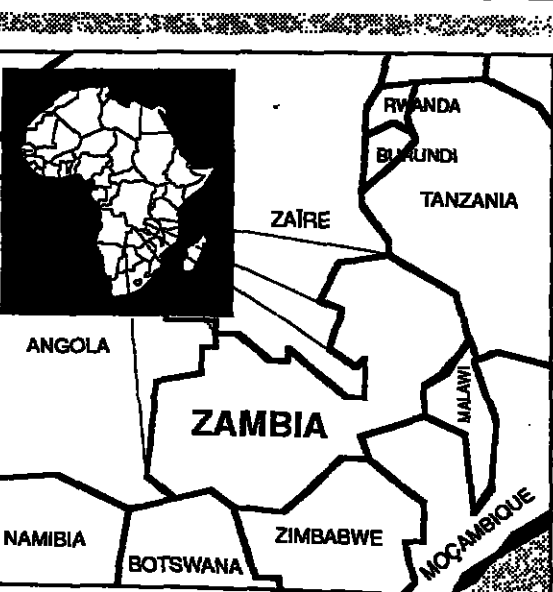 RWANDA
BURUNDI
TANZANIA
ZAÏRE
ANGOLA
MALAWI
ZAMBIA
NAMIBIA
BOTSWANA
ZIMBABWE
MOÇAMBIQUE